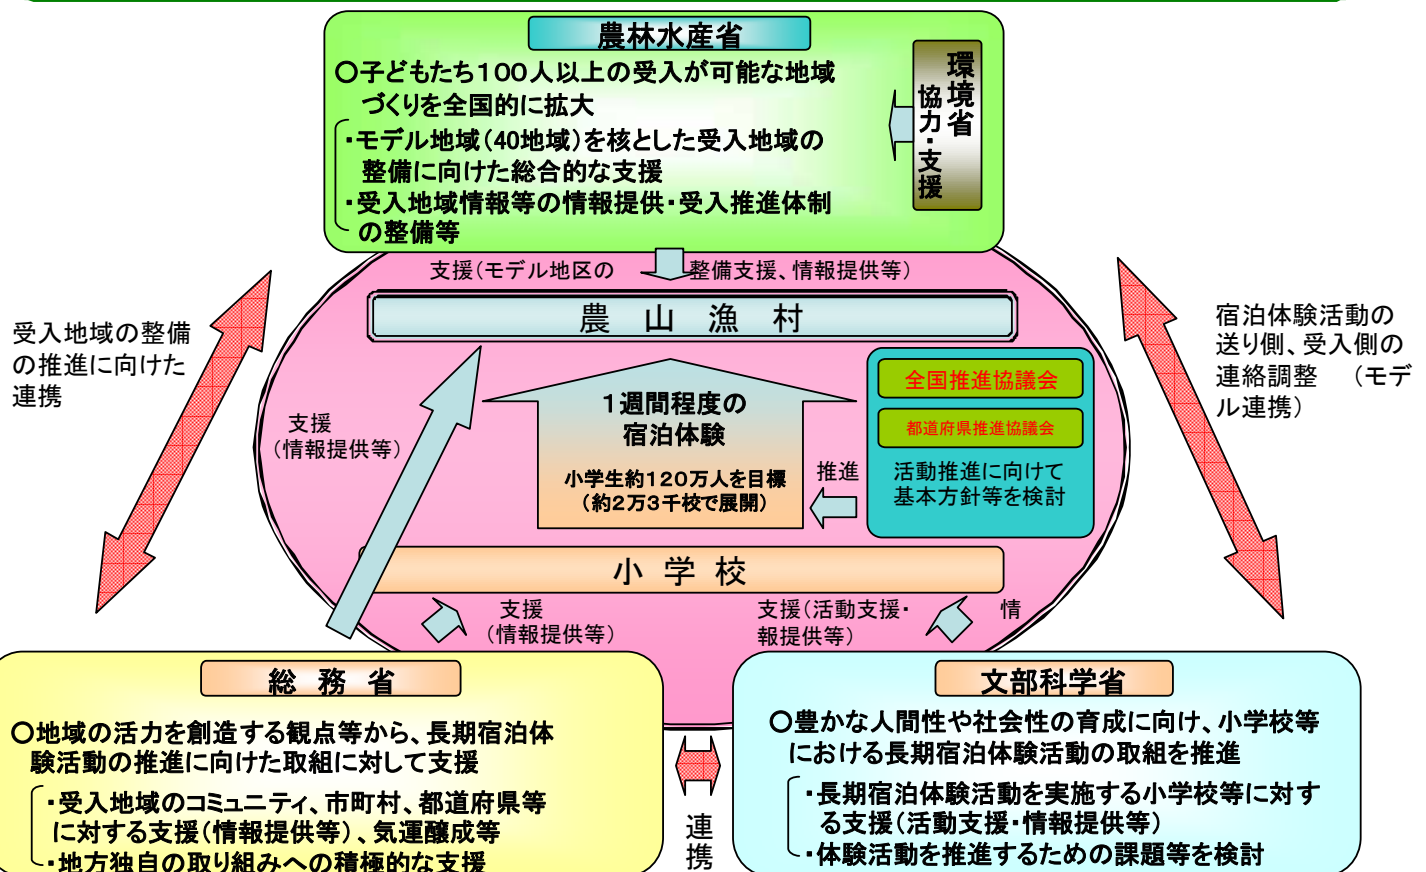 農林水産省
○子どもたち100人以上の受入が可能な地域
づくりを全国的に拡大
・モデル地域（40地域）を核とした受入地域の
整備に向けた総合的な支援
・受入地域情報等の情報提供・受入推進体制
の整備等
環境省
協力・支援
支援（モデル地区の 整備支援、情報提供等）
農山漁村
受入地域の整備
の推進に向けた
連携
宿泊体験活動の
送り側、受入側の
連絡調整 （モデ
ル連携）
支援
（情報提供等）
1週間程度の
宿泊体験
小学生約120万人を目標
（約2万3千校で展開）
推進
全国推進協議会
都道府県推進協議会
活動推進に向けて
基本方針等を検討
小学校
支援
（情報提供等）
支援（活動支援・ 情
報提供等）
総務省
○地域の活力を創造する観点等から、長期宿泊体
験活動の推進に向けた取組に対して支援
・受入地域のコミュニティ、市町村、都道府県等
に対する支援（情報提供等）、気運醸成等
・地方独自の取り組みへの積極的な支援
連携
文部科学省
○豊かな人間性や社会性の育成に向け、小学校等
における長期宿泊体験活動の取組を推進
・長期宿泊体験活動を実施する小学校等に対す
る支援（活動支援・情報提供等）
・体験活動を推進するための課題等を検討